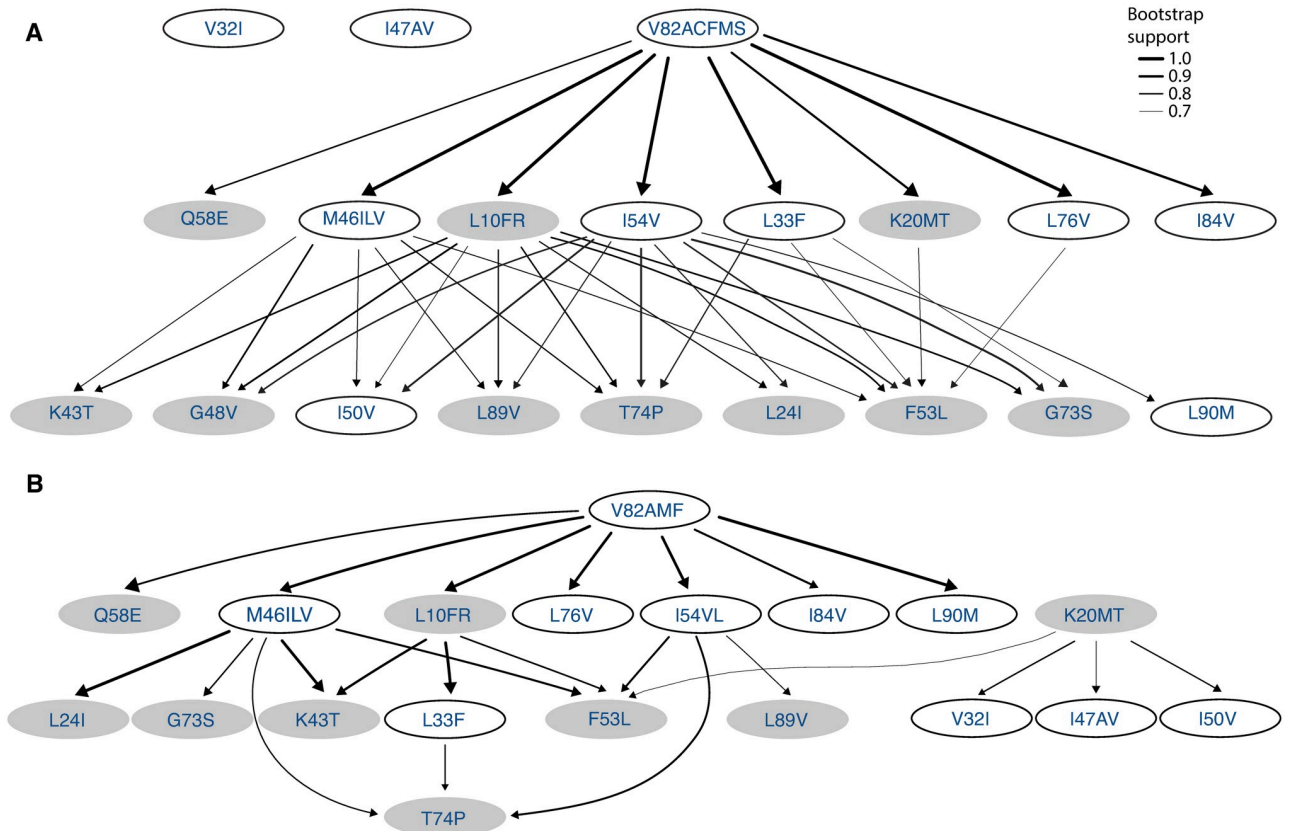 A
V32I
I47AV
V82ACFMS
Bootstrap
support
1.0
0.9
0.8
0.7
Q58E
M46ILV
L10FR
I54V
L33F
K20MT
L76V
I84V
K43T
G48V
I50V
L89V
T74P
L24I
F53L
G73S
L90M
B
V82AMF
Q58E
M46ILV
L10FR
L76V
I54VL
I84V
L90M
K20MT
L24I
G73S
K43T
L33F
F53L
L89V
V32I
I47AV
I50V
T74P